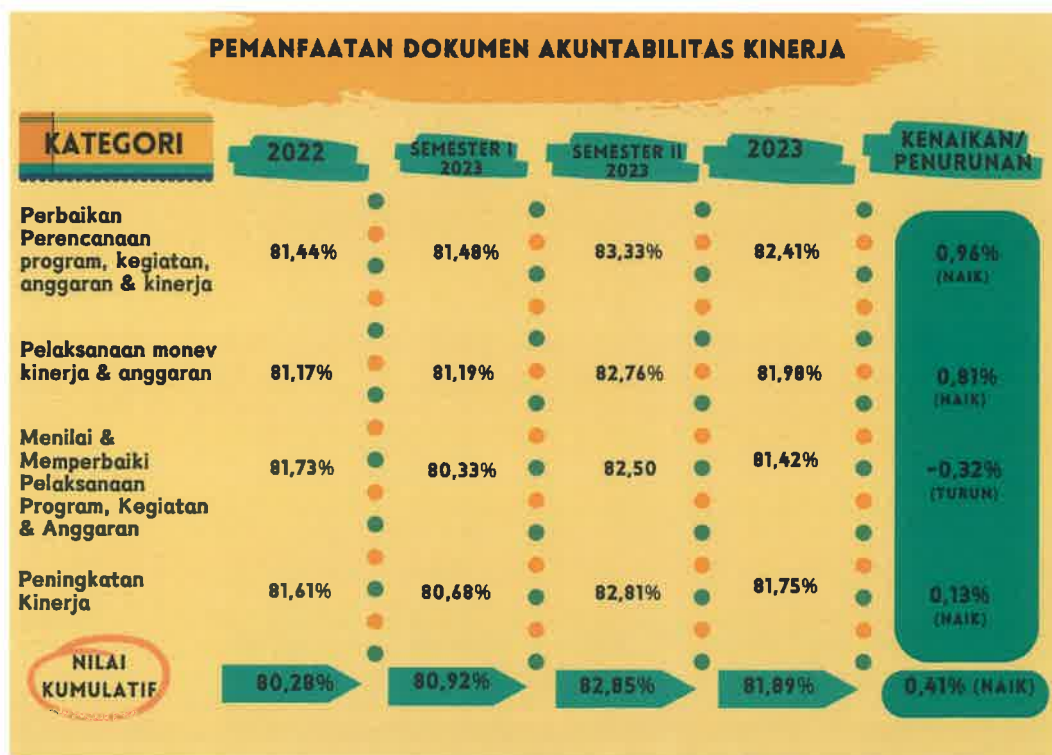 PEMANFAATAN DOKUMEN AKUNTABILITAS KINERJA
KATEGORI
2022
SEMESTER I
2023
SEMESTER II
2023
2023
KENAIKAN/
PENURUNAN
Perbaikan
Perencanaan
program, kegiatan,
anggaran & kinerja
81,44%
81,48%
83,33%
82,41%
0,96%
(NAIK)
Pelaksanaan monev
kinerja & anggaran
81,17%
81,19%
82,76%
81,98%
0,81%
(NAIK)
Menilai &
Memperbaiki
Pelaksanaan
Program, Kegiatan
& Anggaran
81,73%
80,33%
82,50
81,42%
-0,32%
(TURUN)
Peningkatan
Kinerja
81,61%
80,68%
82,81%
81,75%
0,13%
(NAIK)
NILAI
KUMULATIF
80,28%
80,92%
82,85%
81,89%
0,41% (NAIK)